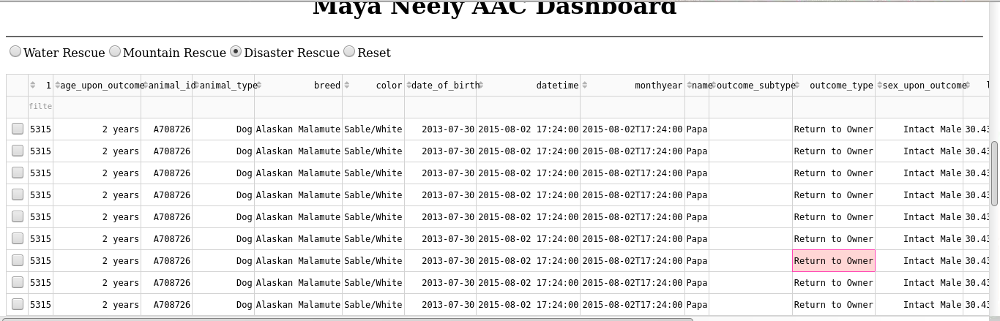 Maya Neely AAC Dashboard
Water Rescue Mountain Rescue Disaster Rescue Reset
1 age_upon_outcome animal_id animal_type breed color date_of_birth datetime monthyear name outcome_subtype outcome_type sex_upon_outcome
filte
5315 2 years A708726 Dog Alaskan Malamute Sable/White 2013-07-30 2015-08-02 17:24:00 2015-08-02T17:24:00 Papa Return to Owner Intact Male 30.43
5315 2 years A708726 Dog Alaskan Malamute Sable/White 2013-07-30 2015-08-02 17:24:00 2015-08-02T17:24:00 Papa Return to Owner Intact Male 30.43
5315 2 years A708726 Dog Alaskan Malamute Sable/White 2013-07-30 2015-08-02 17:24:00 2015-08-02T17:24:00 Papa Return to Owner Intact Male 30.43
5315 2 years A708726 Dog Alaskan Malamute Sable/White 2013-07-30 2015-08-02 17:24:00 2015-08-02T17:24:00 Papa Return to Owner Intact Male 30.43
5315 2 years A708726 Dog Alaskan Malamute Sable/White 2013-07-30 2015-08-02 17:24:00 2015-08-02T17:24:00 Papa Return to Owner Intact Male 30.43
5315 2 years A708726 Dog Alaskan Malamute Sable/White 2013-07-30 2015-08-02 17:24:00 2015-08-02T17:24:00 Papa Return to Owner Intact Male 30.43
5315 2 years A708726 Dog Alaskan Malamute Sable/White 2013-07-30 2015-08-02 17:24:00 2015-08-02T17:24:00 Papa Return to Owner Intact Male 30.43
5315 2 years A708726 Dog Alaskan Malamute Sable/White 2013-07-30 2015-08-02 17:24:00 2015-08-02T17:24:00 Papa Return to Owner Intact Male 30.43
5315 2 years A708726 Dog Alaskan Malamute Sable/White 2013-07-30 2015-08-02 17:24:00 2015-08-02T17:24:00 Papa Return to Owner Intact Male 30.43